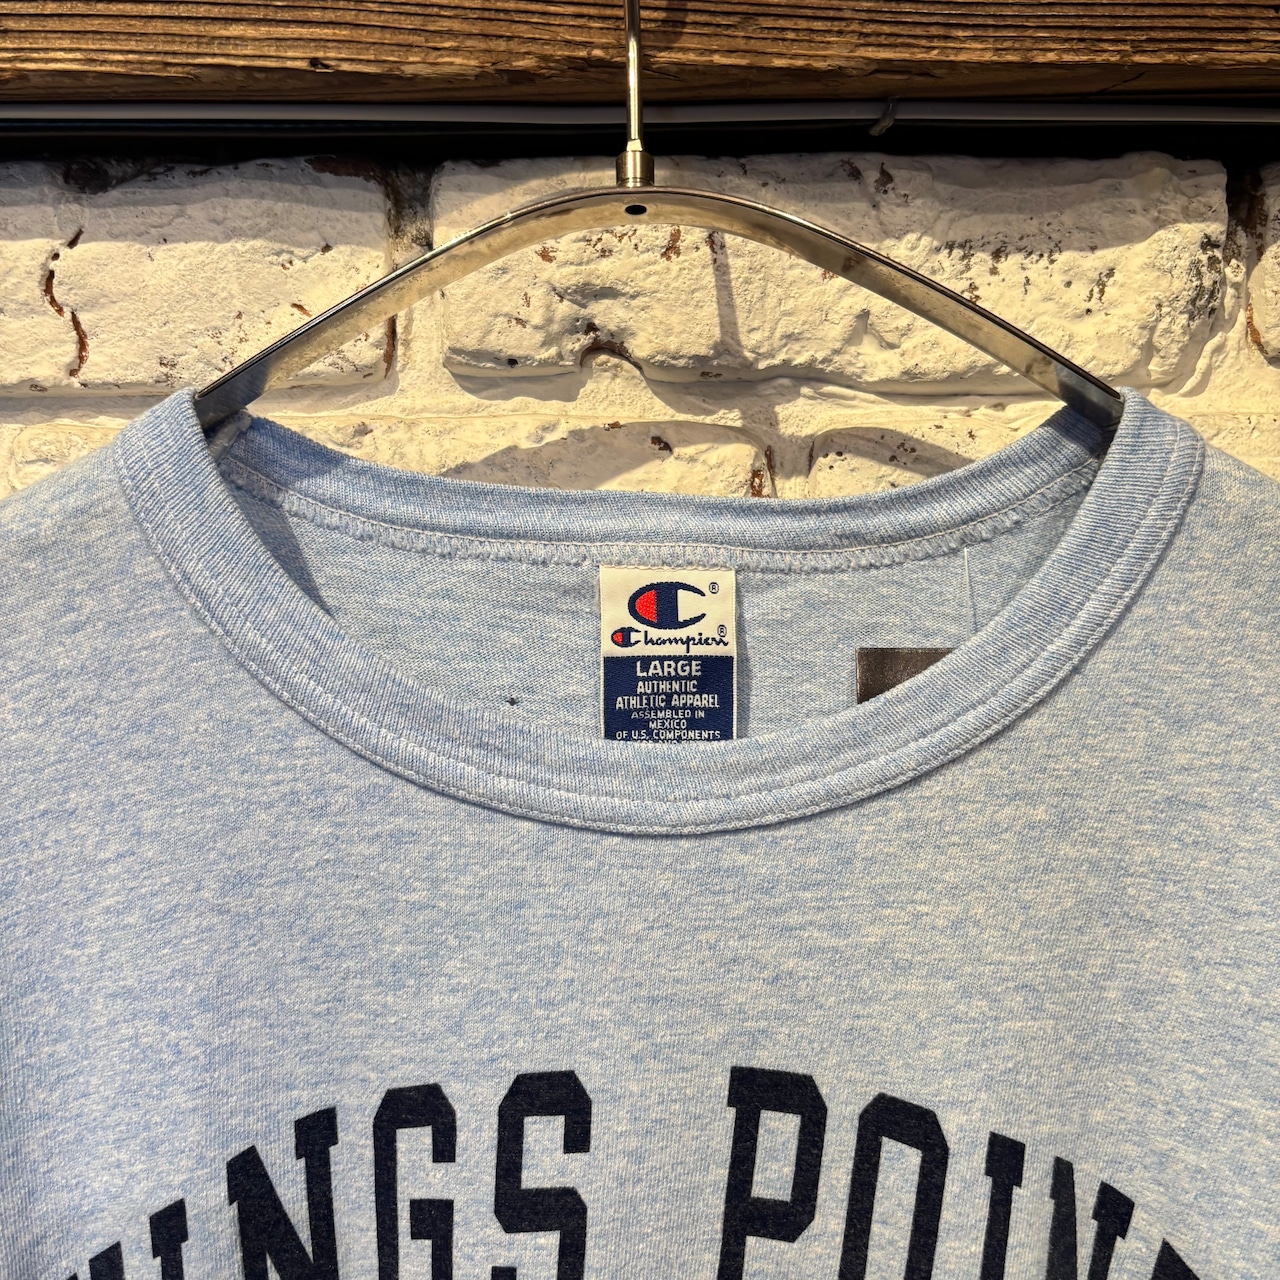 C®
Champion®
LARGE
AUTHENTIC
ATHLETIC APPAREL
ASSEMBLED IN
MEXICO
OF U.S. COMPONENTS
INGS POIN